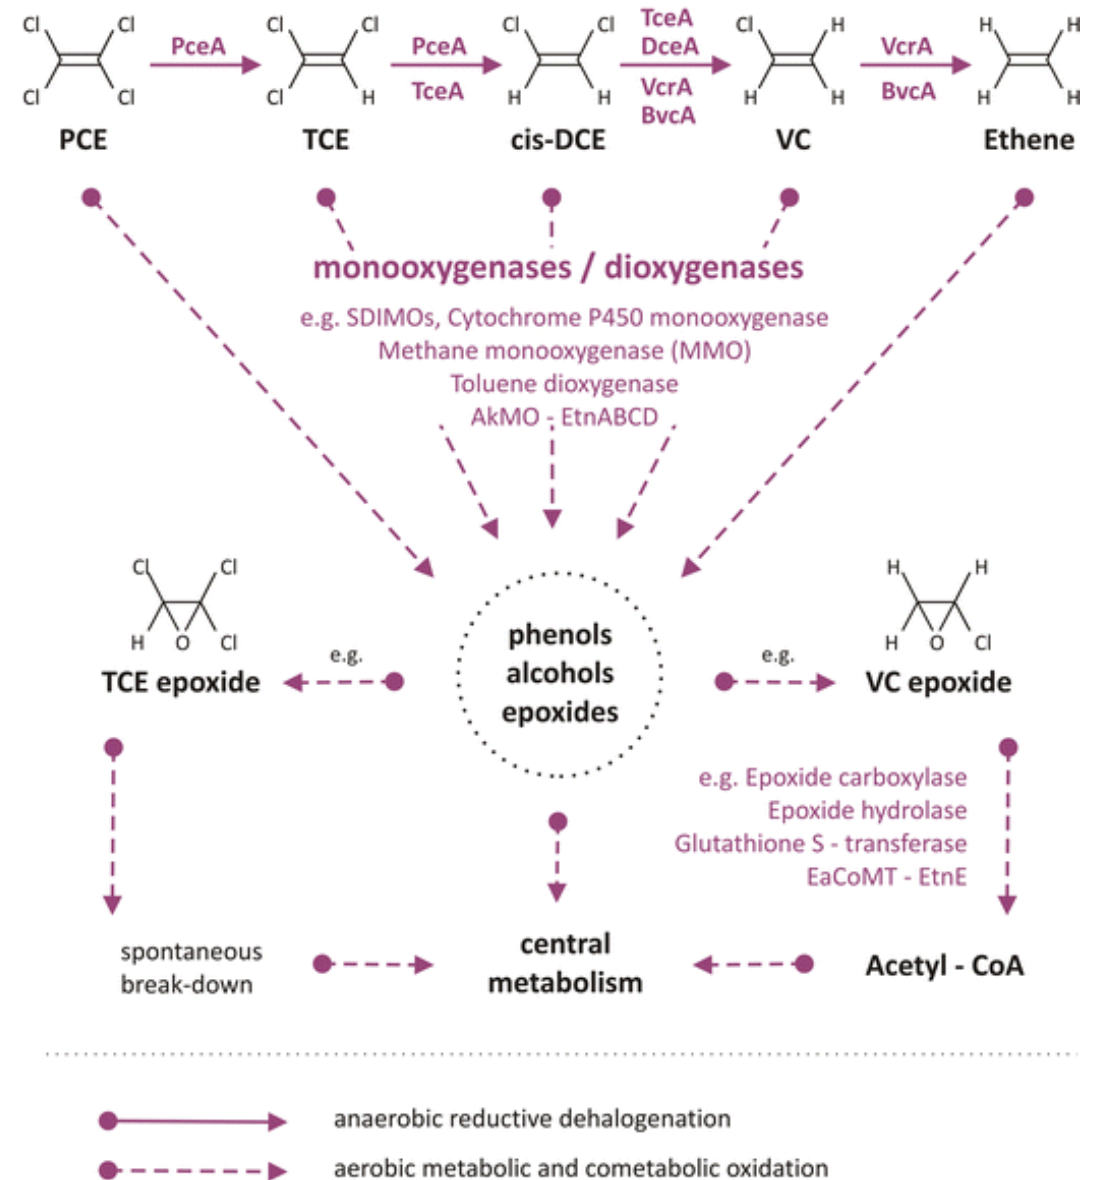 Cl Cl Cl Cl
PCE
PceA
Cl Cl Cl H
TCE
PceA
TceA
Cl Cl H H
cis-DCE
TceA
DceA
VcrA
BvcA
Cl H H H
VC
VcrA
BvcA
H H H H
Ethene
monooxygenases / dioxygenases
e.g. SDIMOs, Cytochrome P450 monooxygenase
Methane monooxygenase (MMO)
Toluene dioxygenase
AkMO - EtnABCD
Cl Cl
H O Cl
TCE epoxide
e.g.
phenols
alcohols
epoxides
e.g.
H H
H O Cl
VC epoxide
e.g. Epoxide carboxylase
Epoxide hydrolase
Glutathione S - transferase
EaCoMT - EtnE
spontaneous
break-down
central
metabolism
Acetyl - CoA
anaerobic reductive dehalogenation
aerobic metabolic and cometabolic oxidation